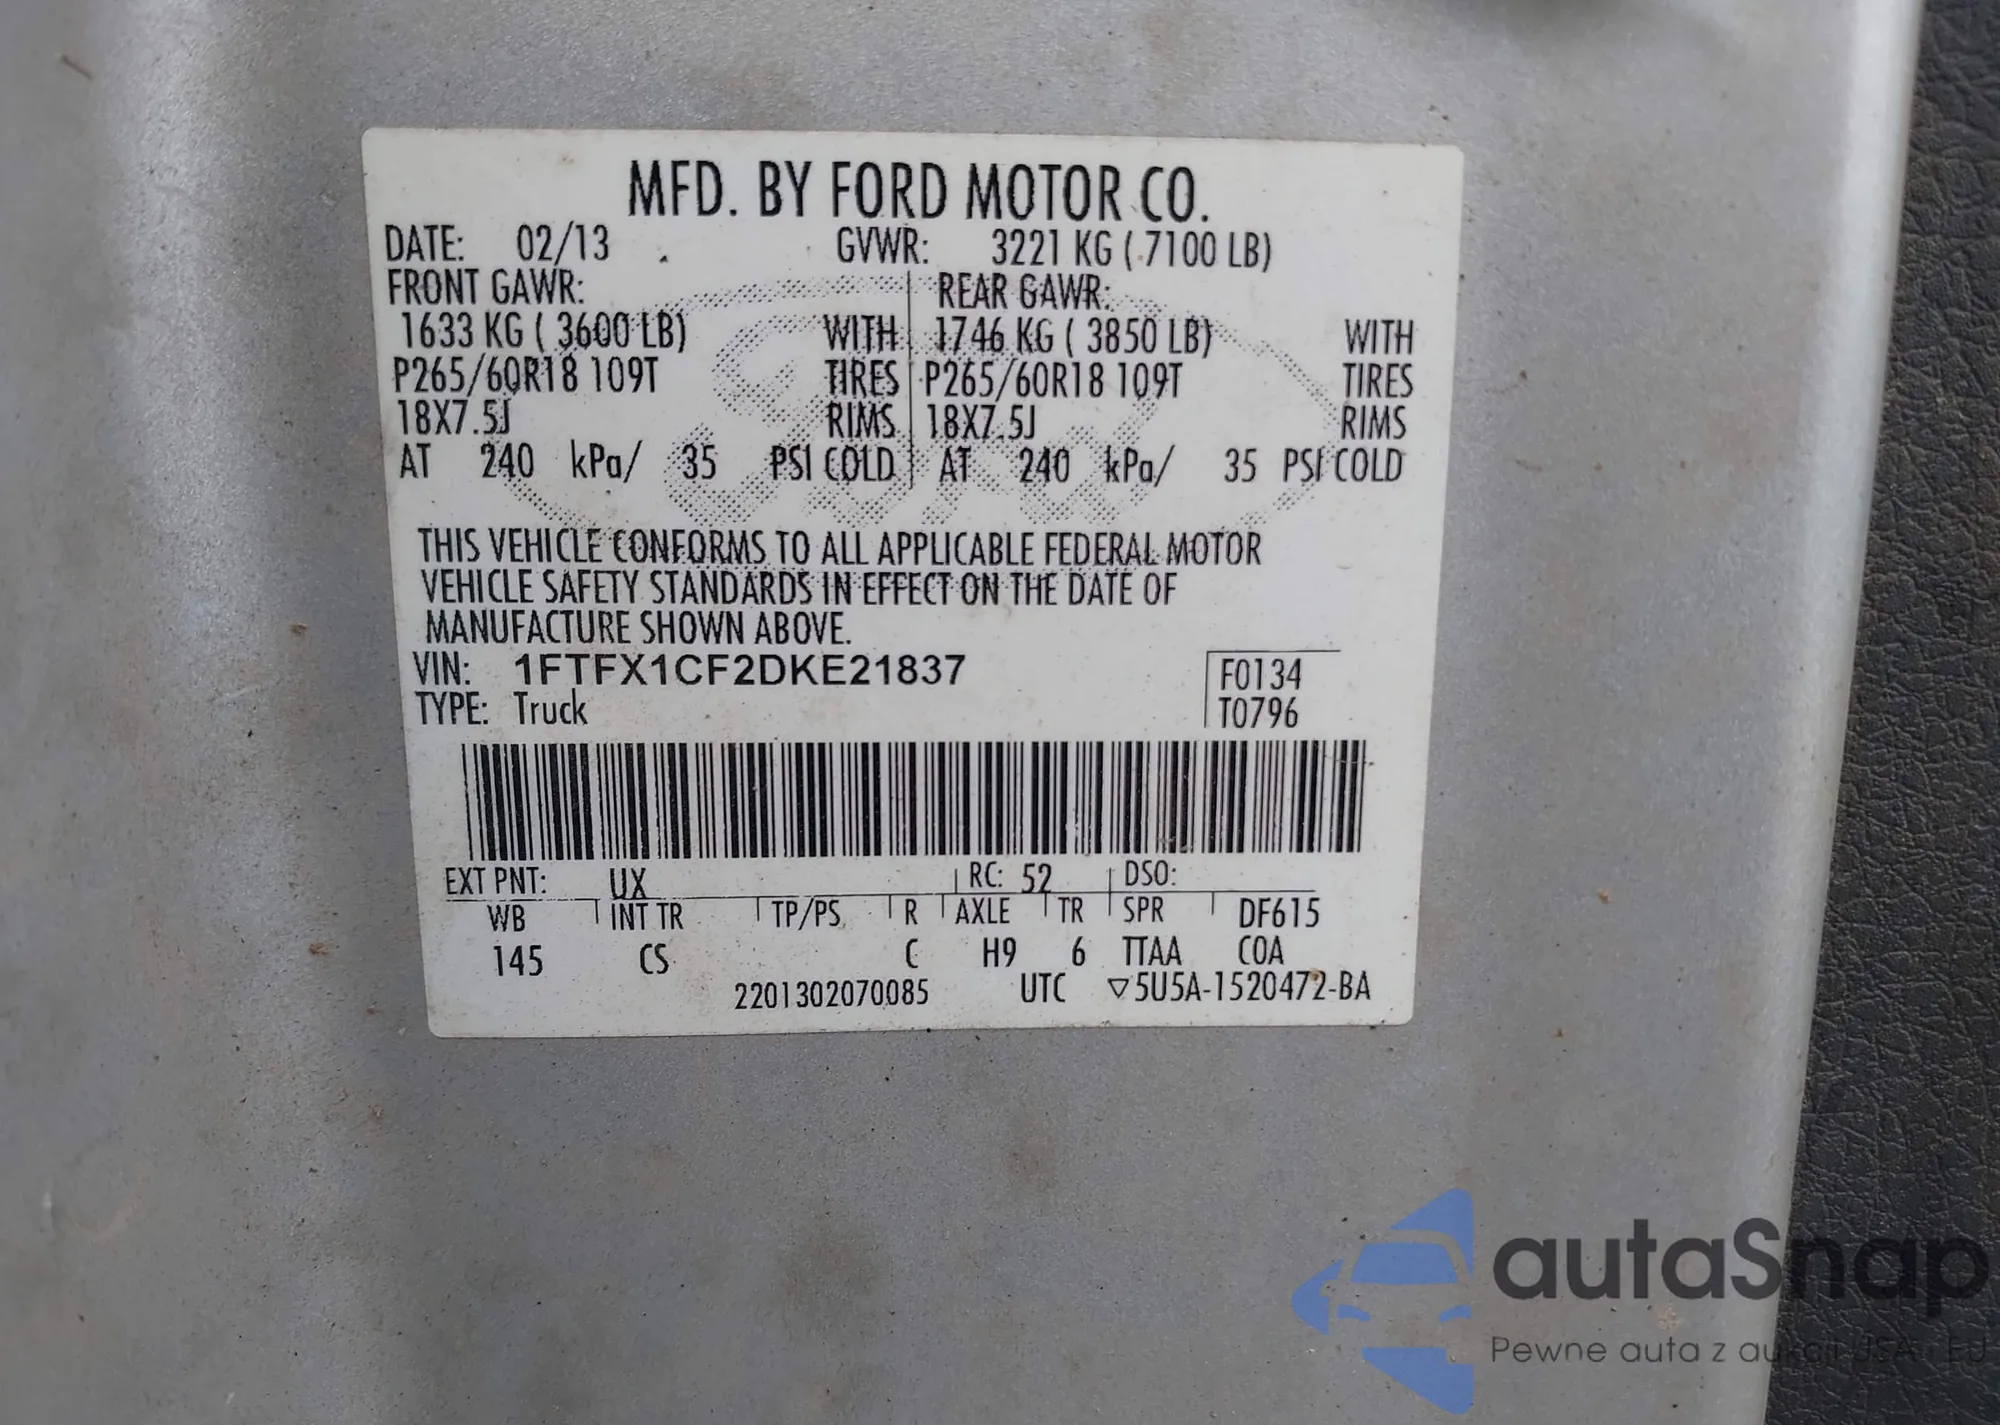 MFD. BY FORD MOTOR CO.
DATE: 02/13 GVWR: 3221 KG ( 7100 LB)
FRONT GAWR: REAR GAWR:
1633 KG ( 3600 LB) WITH 1746 KG ( 3850 LB) WITH
P265/60R18 109T TIRES P265/60R18 109T TIRES
18X7.5J RIMS 18X7.5J RIMS
AT 240 kPa/ 35 PSI COLD AT 240 kPa/ 35 PSI COLD
THIS VEHICLE CONFORMS TO ALL APPLICABLE FEDERAL MOTOR
VEHICLE SAFETY STANDARDS IN EFFECT ON THE DATE OF
MANUFACTURE SHOWN ABOVE.
VIN: 1FTFX1CF2DKE21837 F0134
TYPE: Truck T0796
EXT PNT: UX RC: 52 DSO:
WB INT TR TP/PS R AXLE TR SPR DF615
145 CS C H9 6 TTAA COA
2201302070085 UTC ▽5U5A-1520472-BA
autaSnap
Pewne auta z aukcji USA i EU